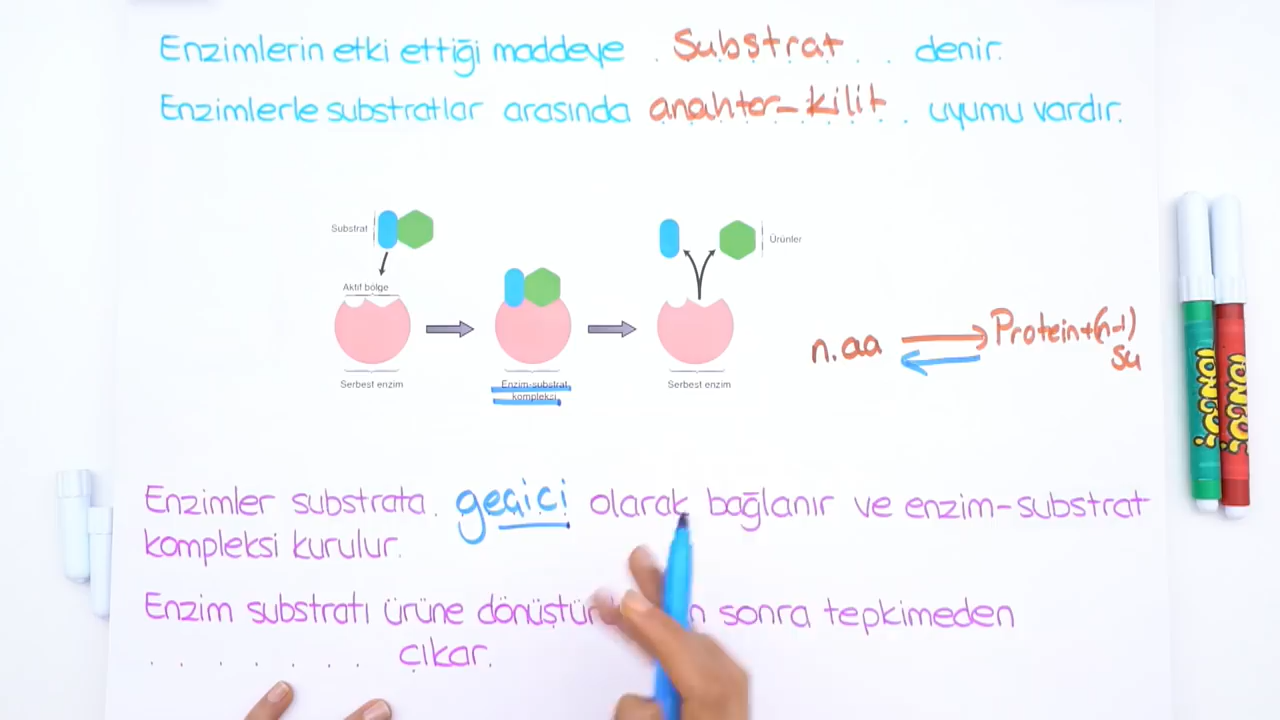 Enzimlerin etki ettiği maddeye . Substrat . . denir.
Enzimlerle substratlar arasında anahtar-kilit . uyumu vardır.
Substrat
Ürünler
Aktif bölge
n.aa
Protein+(n-1)
su
Serbest enzim
Enzim-substrat
kompleksi
Serbest enzim
Enzimler substrata . geçici olarak bağlanır ve enzim-substrat
kompleksi kurulur.
Enzim substratı ürüne sonra tepkimeden
. . . . . . . çıkar.
TONGUÇ
TONGUÇ